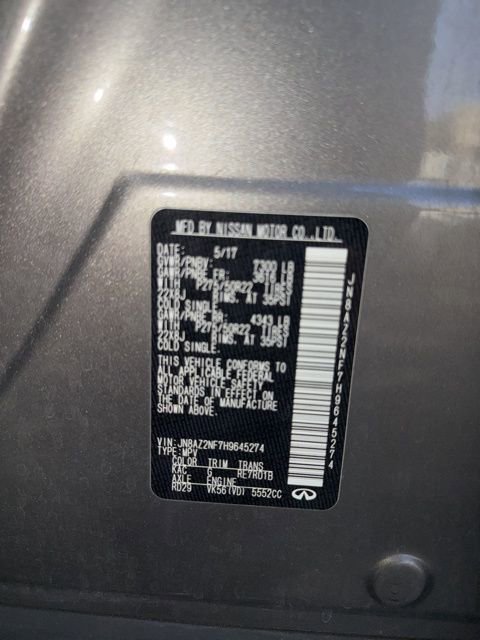 MFD BY NISSAN MOTOR CO.,LTD.
DATE: 5/17
GVWR/PNBV: 7300 LB
GAWR/PNBE FR: 3610 LB
WITH P275/50R22 TIRES
22X8J RIMS, AT 35PSI
COLD SINGLE.
GAWR/PNBE RR: 4343 LB
WITH P275/50R22 TIRES
22X8J RIMS, AT 35PSI
COLD SINGLE.
THIS VEHICLE CONFORMS TO
ALL APPLICABLE FEDERAL
MOTOR VEHICLE SAFETY
STANDARDS IN EFFECT ON
THE DATE OF MANUFACTURE
SHOWN ABOVE.
VIN: JN8AZ2NF7H9645274
TYPE: MPV
COLOR TRIM TRANS
KAC G RE7R01B
AXLE ENGINE
RD29 VK56(VD) 5552CC
JN8AZ2NF7H9645274